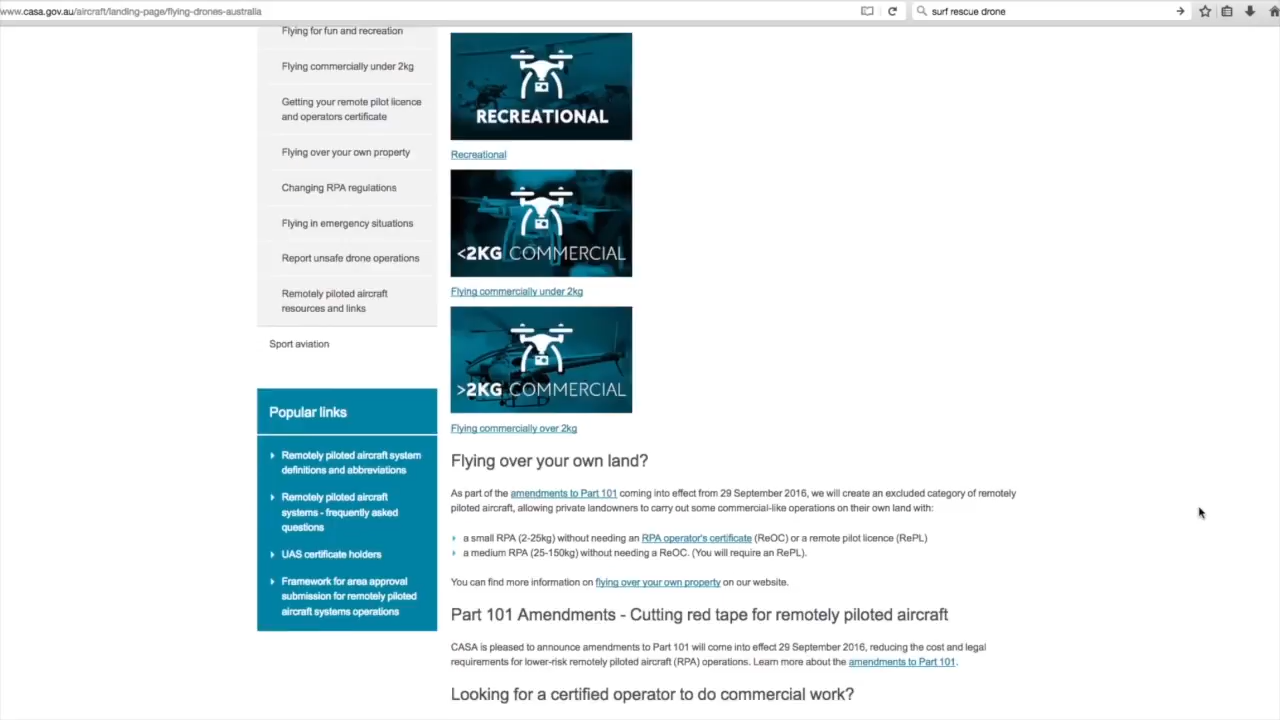 www.casa.gov.au/aircraft/landing-page/flying-drones-australia
surf rescue drone
Flying for fun and recreation
Flying commercially under 2kg
Getting your remote pilot licence
and operators certificate
Flying over your own property
Changing RPA regulations
Flying in emergency situations
Report unsafe drone operations
Remotely piloted aircraft
resources and links
Sport aviation
Popular links
Remotely piloted aircraft system
definitions and abbreviations
Remotely piloted aircraft
systems - frequently asked
questions
UAS certificate holders
Framework for area approval
submission for remotely piloted
aircraft systems operations
RECREATIONAL
Recreational
<2KG COMMERCIAL
Flying commercially under 2kg
>2KG COMMERCIAL
Flying commercially over 2kg
Flying over your own land?
As part of the amendments to Part 101 coming into effect from 29 September 2016, we will create an excluded category of remotely
piloted aircraft, allowing private landowners to carry out some commercial-like operations on their own land with:
a small RPA (2-25kg) without needing an RPA operator's certificate (ReOC) or a remote pilot licence (RePL)
a medium RPA (25-150kg) without needing a ReOC. (You will require an RePL).
You can find more information on flying over your own property on our website.
Part 101 Amendments - Cutting red tape for remotely piloted aircraft
CASA is pleased to announce amendments to Part 101 will come into effect 29 September 2016, reducing the cost and legal
requirements for lower-risk remotely piloted aircraft (RPA) operations. Learn more about the amendments to Part 101.
Looking for a certified operator to do commercial work?